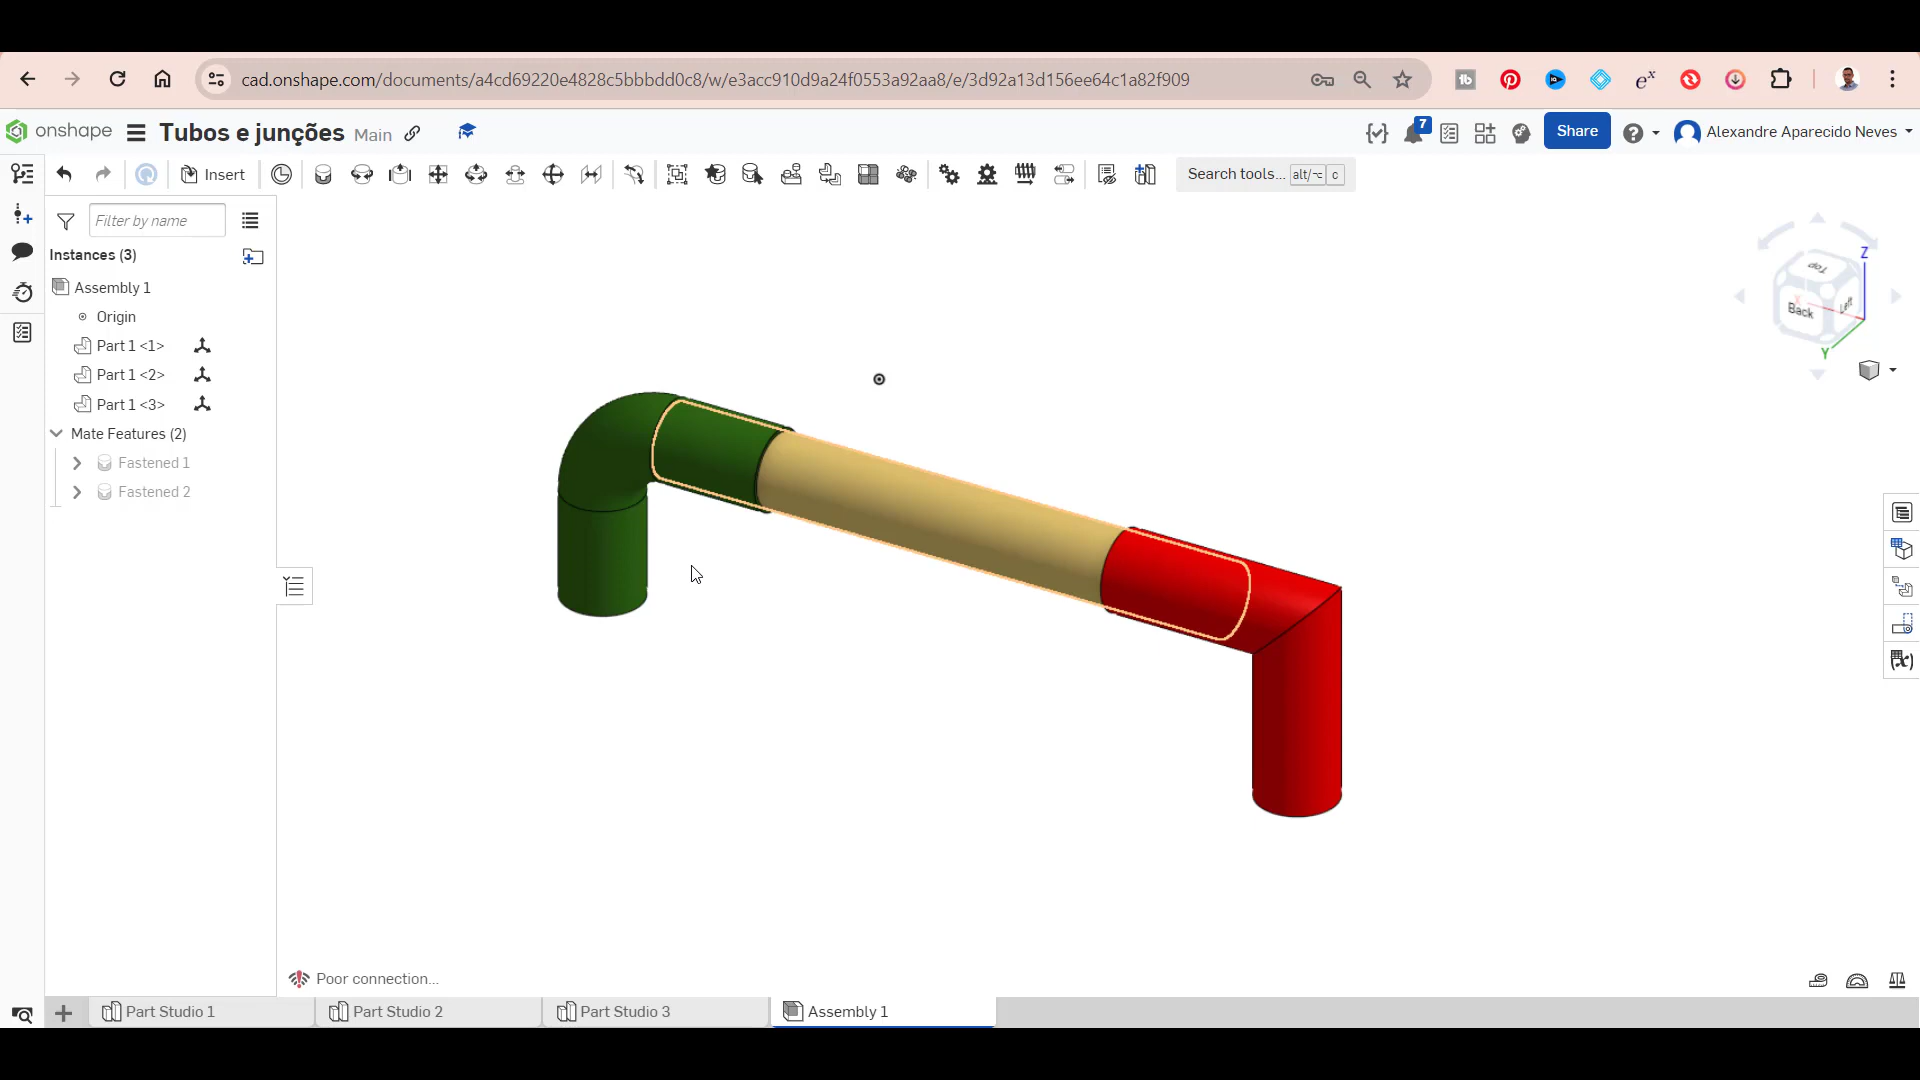 cad.onshape.com/documents/a4cd69220e4828c5bbbdd0c8/w/e3acc910d9a24f0553a92aa8/e/3d92a13d156ee64c1a82f909
onshape Tubos e junções Main 7 Share Alexandre Aparecido Neves
Insert Search tools... alt/⌥ c
Filter by name
Instances (3)
Assembly 1
Origin
Part 1 <1>
Part 1 <2>
Part 1 <3>
Mate Features (2)
Fastened 1
Fastened 2
Top
Back
Left
X
Y
Z
Poor connection...
Part Studio 1 Part Studio 2 Part Studio 3 Assembly 1